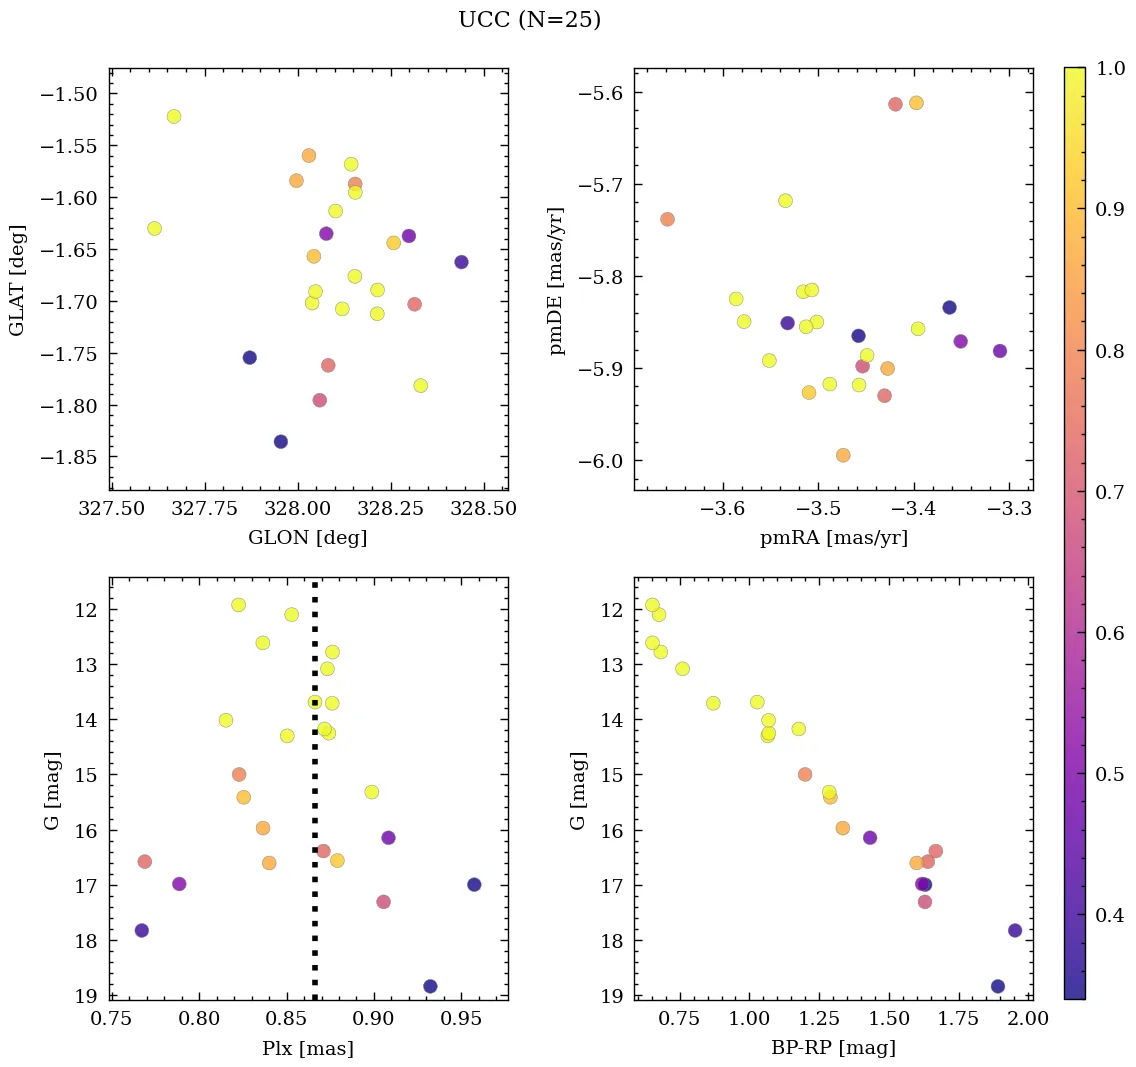 UCC (N=25)
−1.50
−1.55
−1.60
−1.65
−1.70
−1.75
−1.80
−1.85
GLAT [deg]
327.50 327.75 328.00 328.25 328.50
GLON [deg]
−5.6
−5.7
−5.8
−5.9
−6.0
pmDE [mas/yr]
−3.6 −3.5 −3.4 −3.3
pmRA [mas/yr]
12
13
14
15
16
17
18
19
G [mag]
0.75 0.80 0.85 0.90 0.95
Plx [mas]
12
13
14
15
16
17
18
19
G [mag]
0.75 1.00 1.25 1.50 1.75 2.00
BP-RP [mag]
1.0
0.9
0.8
0.7
0.6
0.5
0.4